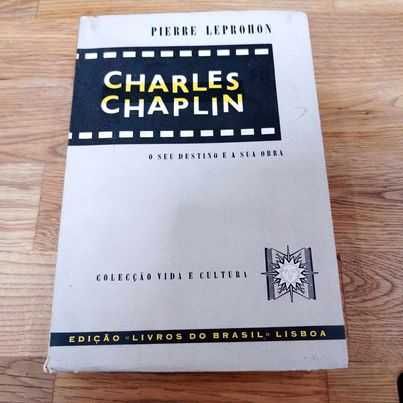 PIERRE LEPROHON
CHARLES
CHAPLIN
O SEU DESTINO E A SUA OBRA
COLECÇÃO VIDA E CULTURA
EDIÇÃO «LIVROS DO BRASIL» LISBOA